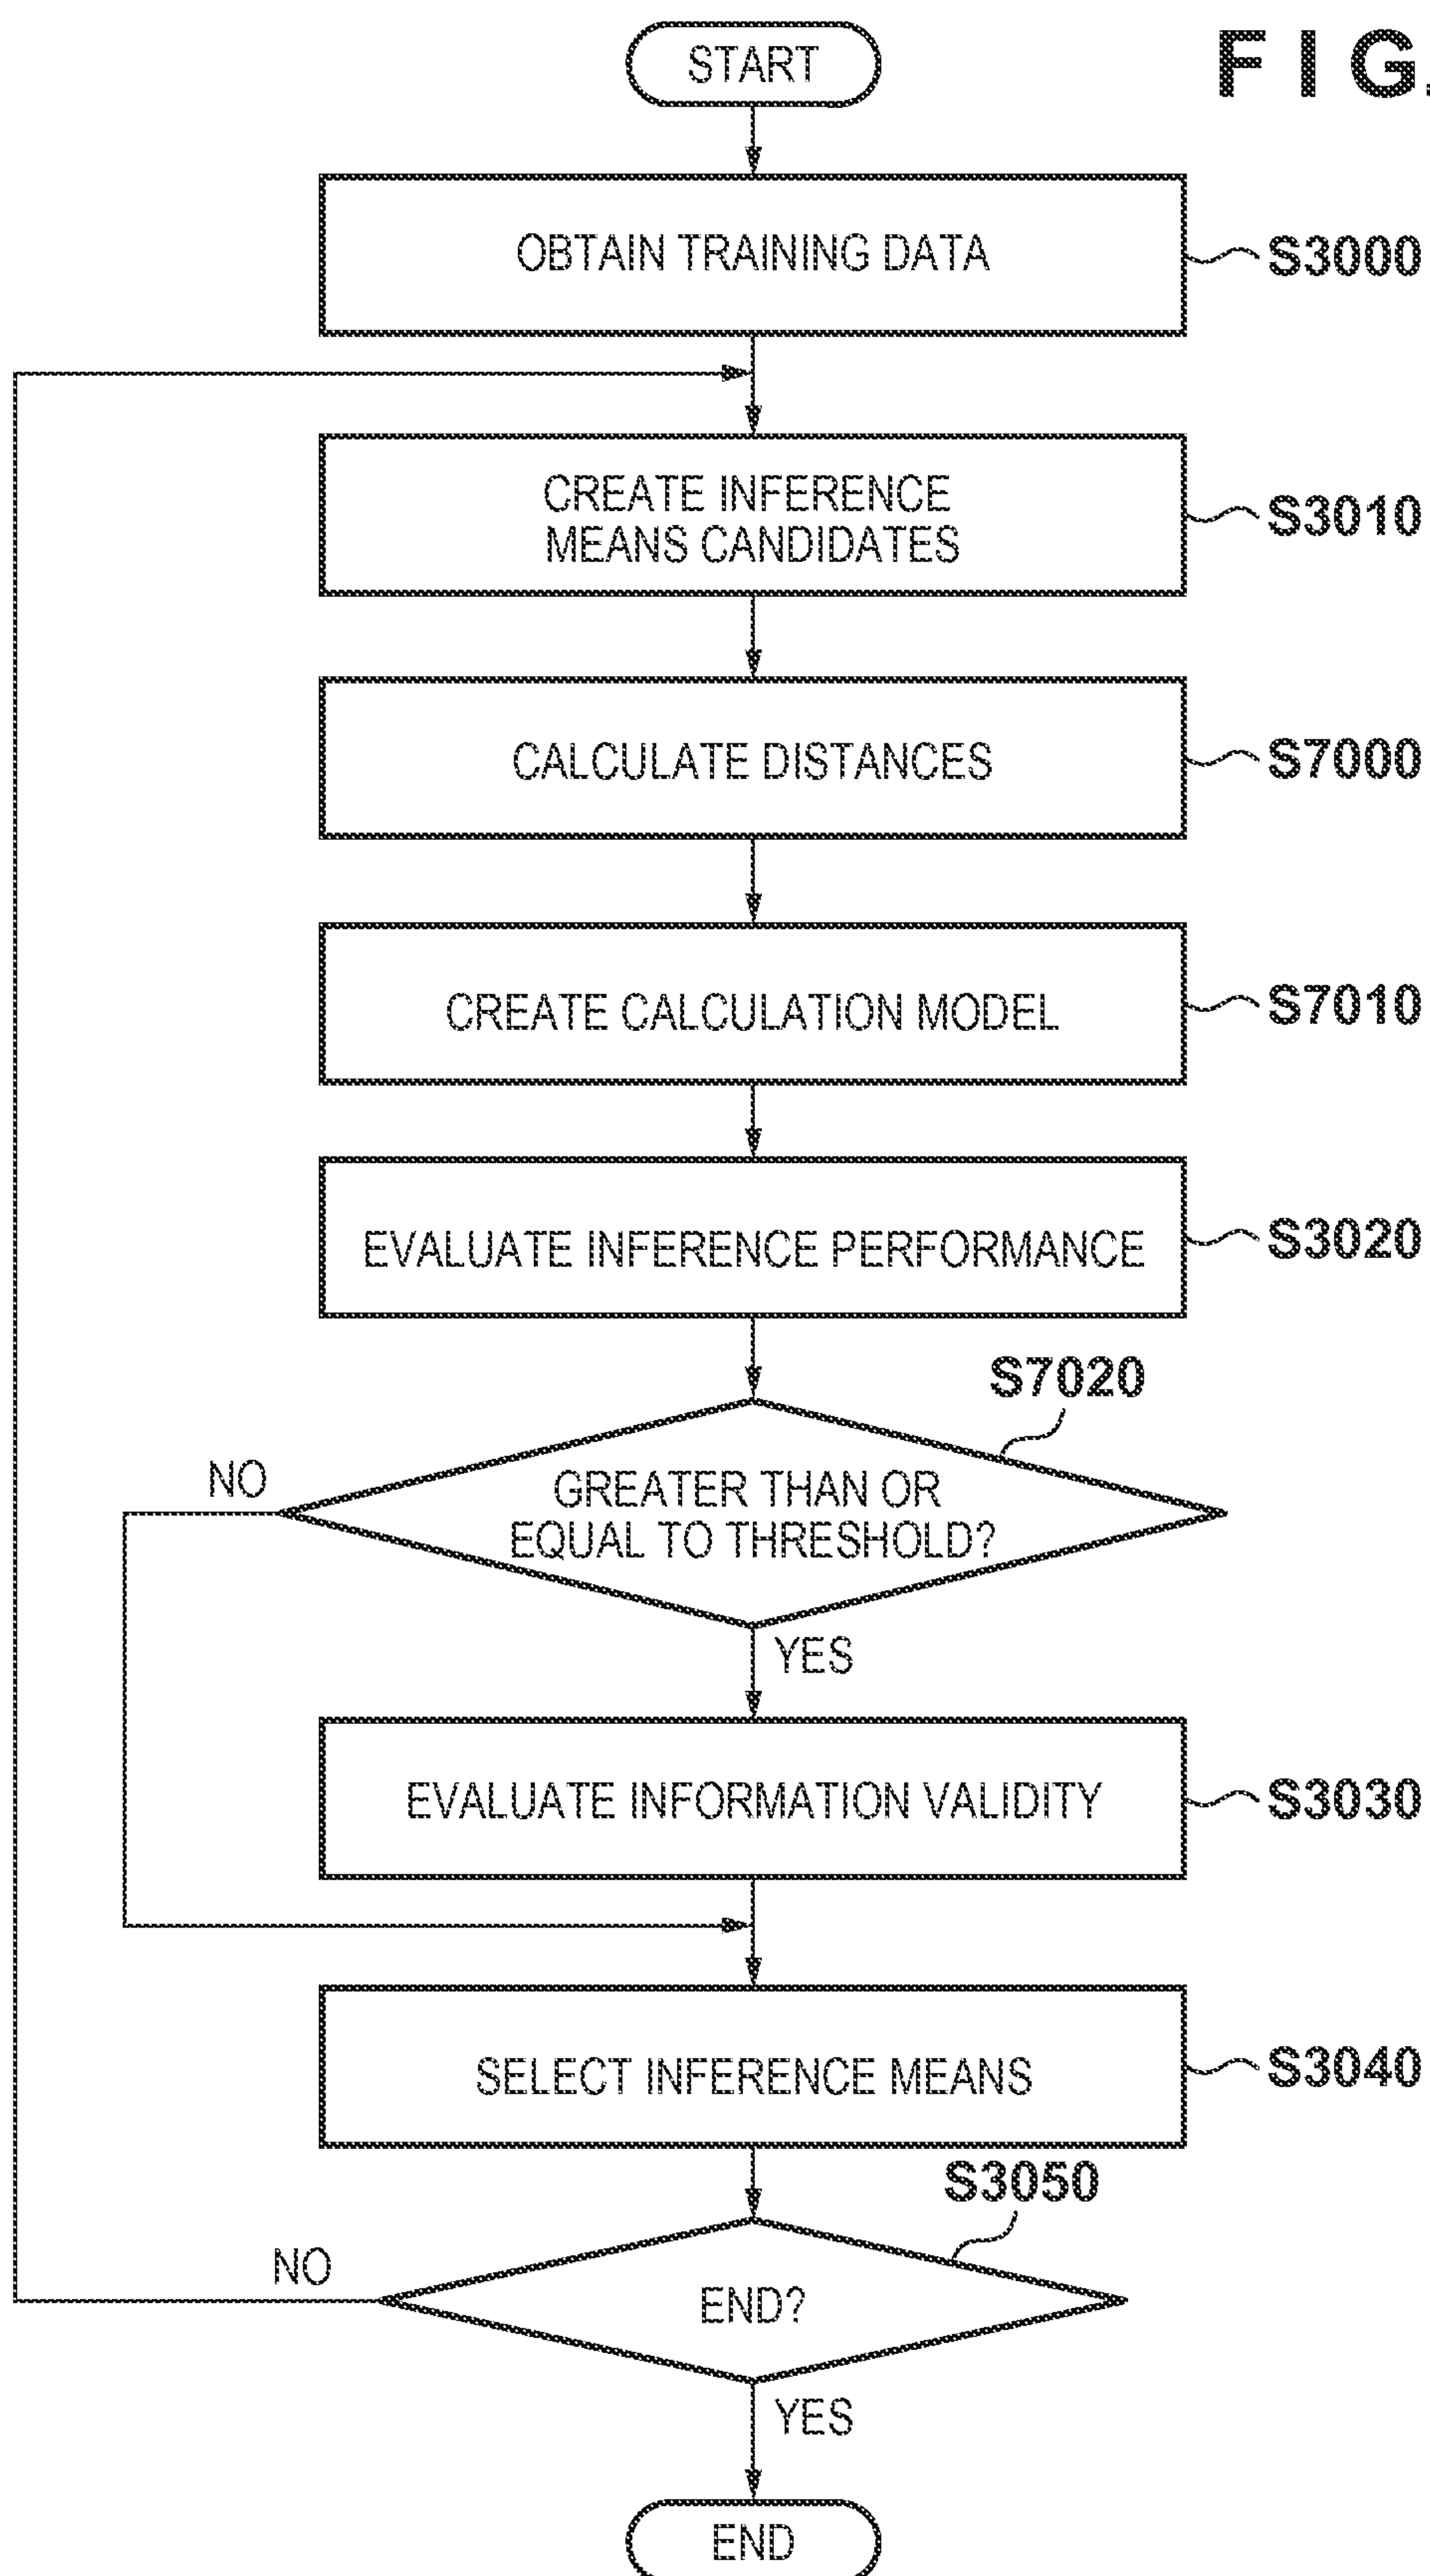 START
F I G.
OBTAIN TRAINING DATA
S3000
CREATE INFERENCE
MEANS CANDIDATES
S3010
CALCULATE DISTANCES
S7000
CREATE CALCULATION MODEL
S7010
EVALUATE INFERENCE PERFORMANCE
S3020
S7020
NO
GREATER THAN OR
EQUAL TO THRESHOLD?
YES
EVALUATE INFORMATION VALIDITY
S3030
SELECT INFERENCE MEANS
S3040
S3050
NO
END?
YES
END